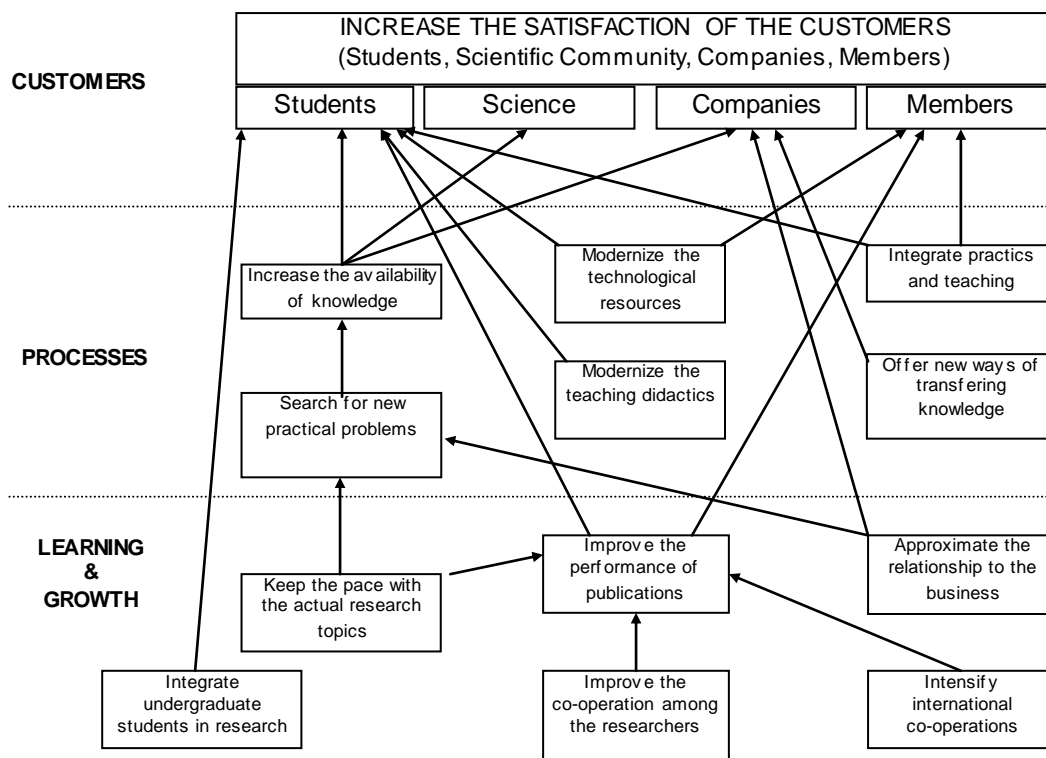 INCREASE THE SATISFACTION OF THE CUSTOMERS
(Students, Scientific Community, Companies, Members)
CUSTOMERS
Students
Science
Companies
Members
Increase the availability
of knowledge
Modernize the
technological
resources
Integrate practics
and teaching
PROCESSES
Search for new
practical problems
Modernize the
teaching didactics
Offer new ways of
transfering
knowledge
LEARNING
&
GROWTH
Keep the pace with
the actual research
topics
Improve the
performance of
publications
Approximate the
relationship to the
business
Integrate
undergraduate
students in research
Improve the
co-operation among
the researchers
Intensify
international
co-operations